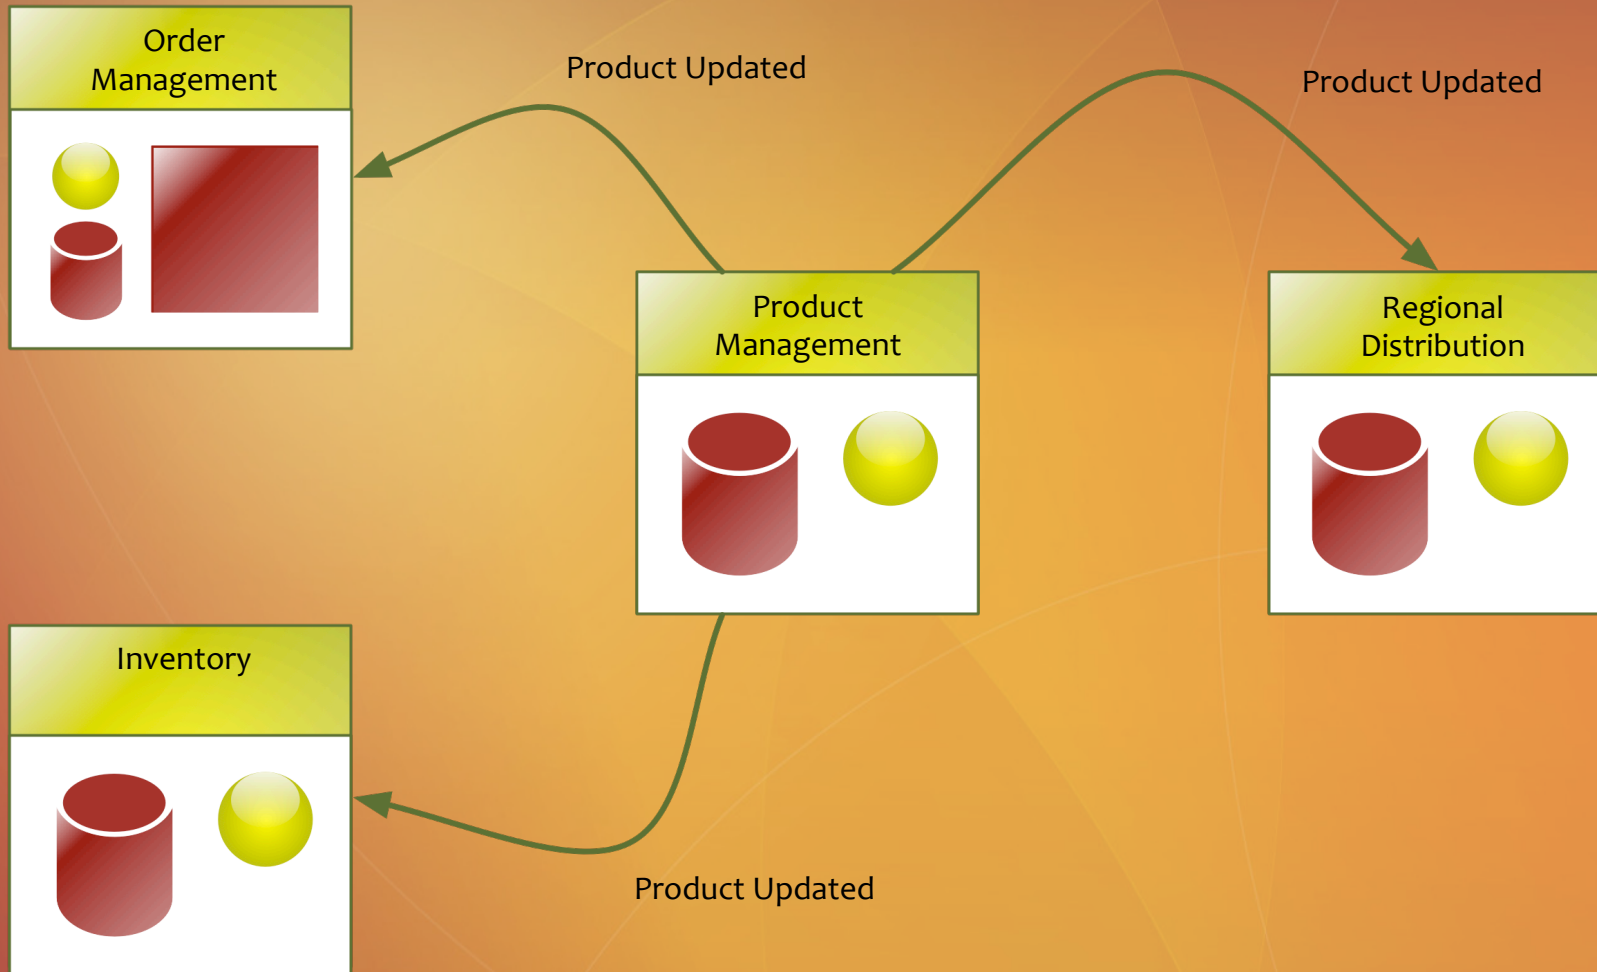 Order
Management
Product Updated
Product Updated
Product
Management
Regional
Distribution
Inventory
Product Updated